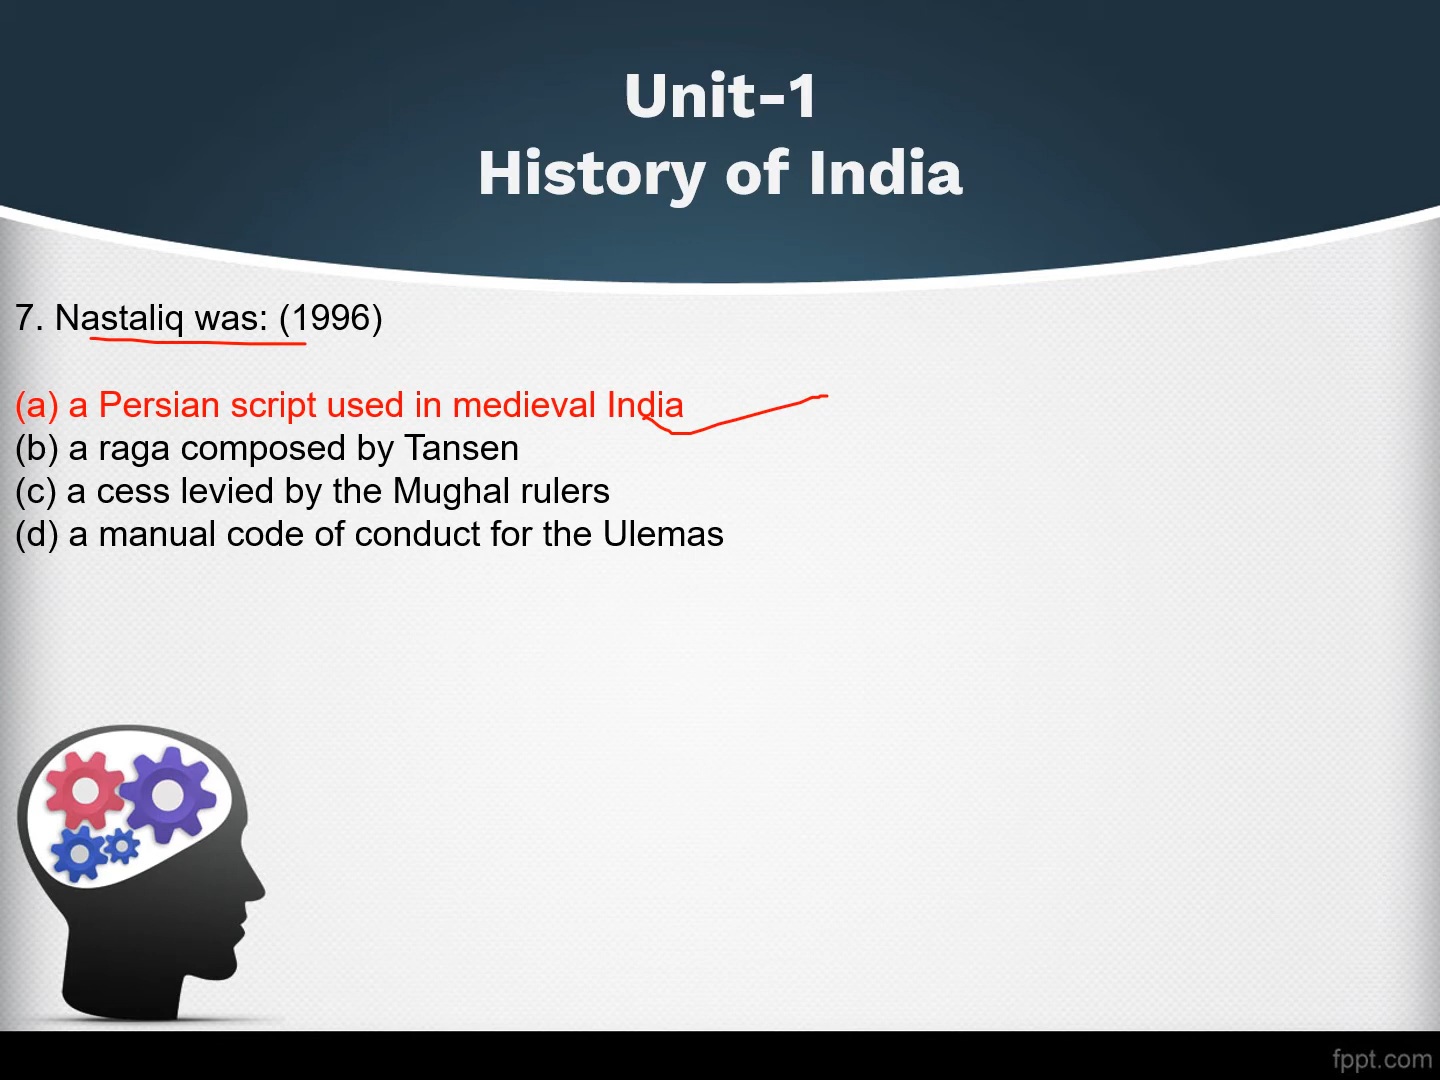 Unit-1
History of India
7. Nastaliq was: (1996)
(a) a Persian script used in medieval India
(b) a raga composed by Tansen
(c) a cess levied by the Mughal rulers
(d) a manual code of conduct for the Ulemas
fppt.com